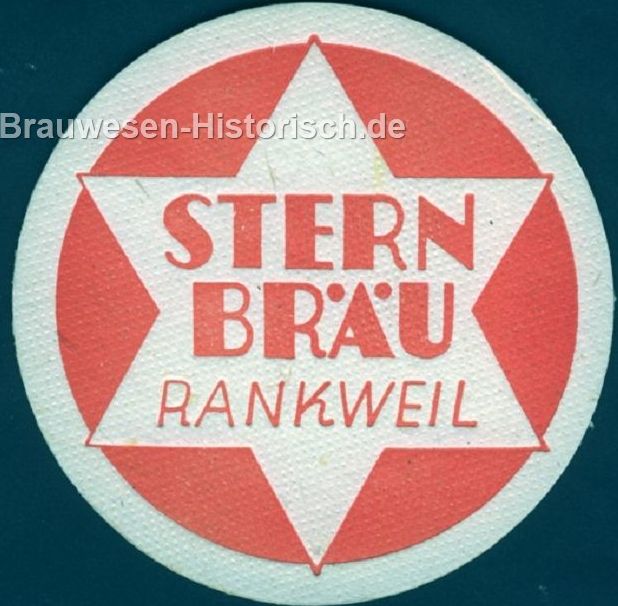 Brauwesen-Historisch.de
STERN
BRÄU
RANKWEIL